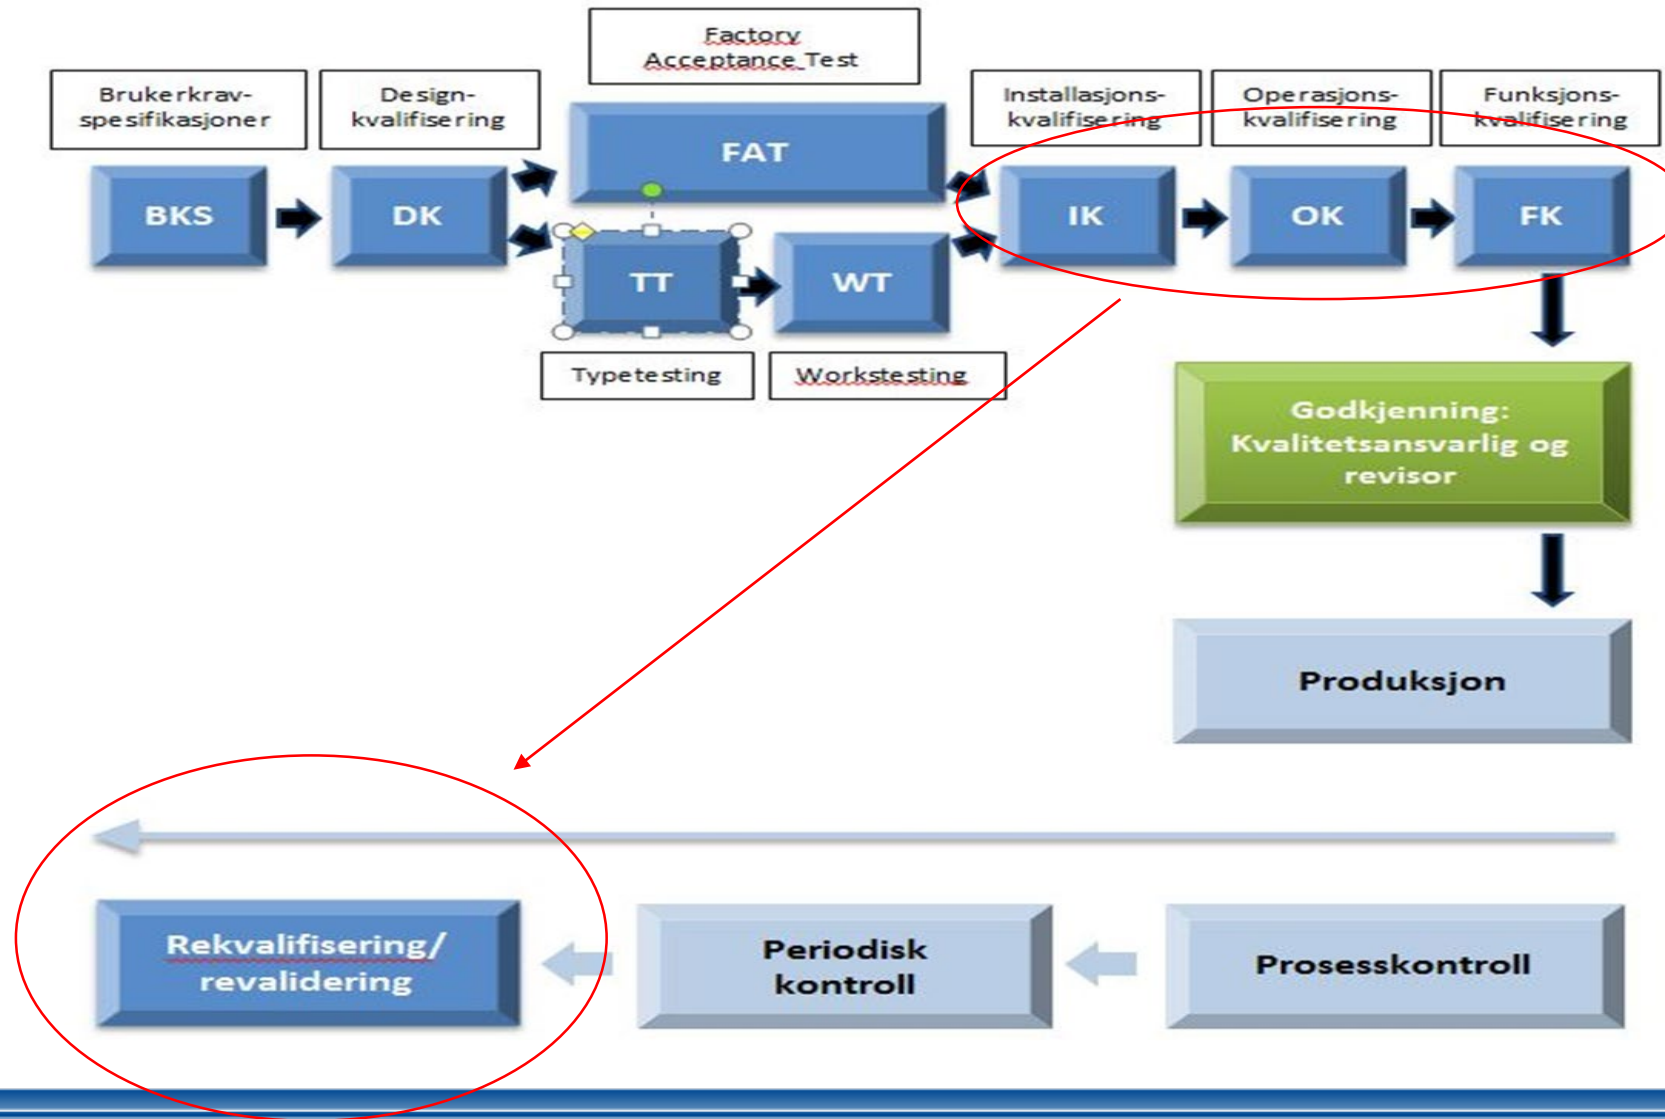 Factory
Acceptance Test
Brukerkrav-
spesifikasjoner
Design-
kvalifisering
Installasjons-
kvalifisering
Operasjons-
kvalifisering
Funksjons-
kvalifisering
FAT
BKS
DK
IK
OK
FK
TT
WT
Typetesting
Workstesting
Godkjenning:
Kvalitetsansvarlig og
revisor
Produksjon
Rekvalifisering/
revalidering
Periodisk
kontroll
Prosesskontroll